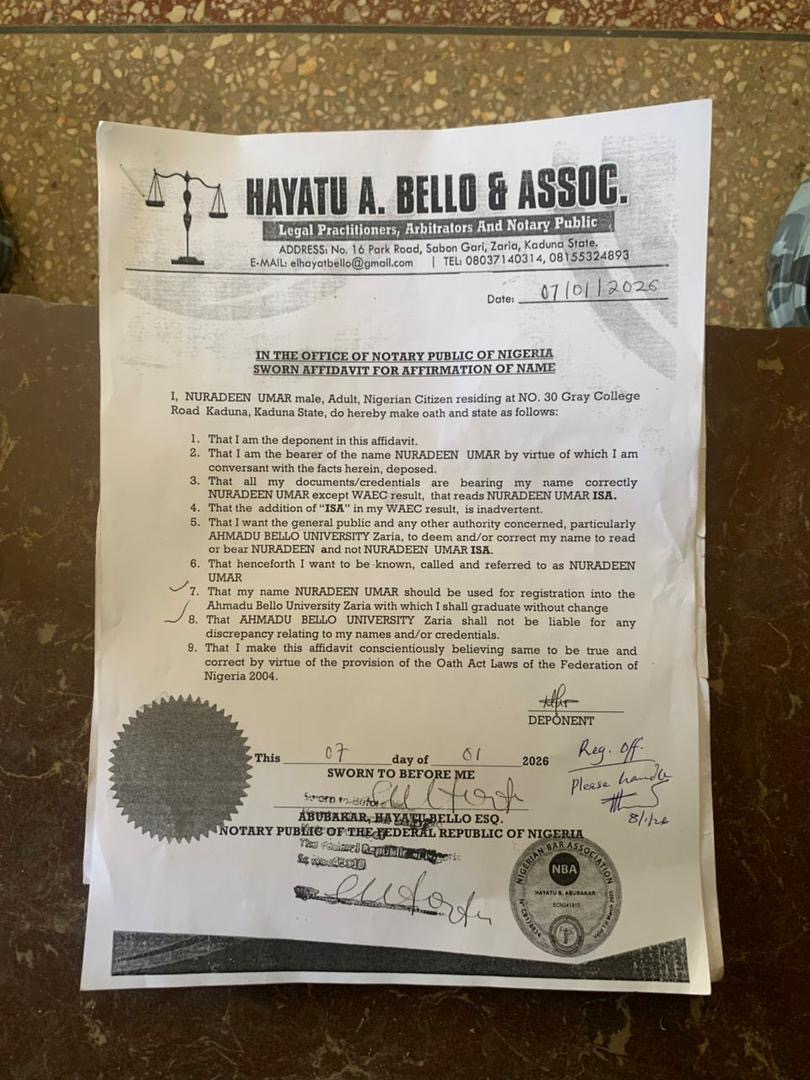 HAYATU A. BELLO & ASSOC.
Legal Practitioners, Arbitrators And Notary Public
ADDRESS: No. 16 Park Road, Sabon Gari, Zaria, Kaduna State.
E-MAIL: elhayatbello@gmail.com | TEL: 08037140314, 08155324893
Date: 07/01/2026
IN THE OFFICE OF NOTARY PUBLIC OF NIGERIA
SWORN AFFIDAVIT FOR AFFIRMATION OF NAME
I, NURADEEN UMAR male, Adult, Nigerian Citizen residing at NO. 30 Gray College
Road Kaduna, Kaduna State, do hereby make oath and state as follows:
1. That I am the deponent in this affidavit.
2. That I am the bearer of the name NURADEEN UMAR by virtue of which I am
conversant with the facts herein, deposed.
3. That all my documents/credentials are bearing my name correctly
NURADEEN UMAR except WAEC result, that reads NURADEEN UMAR ISA.
4. That the addition of "ISA" in my WAEC result, is inadvertent.
5. That I want the general public and any other authority concerned, particularly
AHMADU BELLO UNIVERSITY Zaria, to deem and/or correct my name to read
or bear NURADEEN and not NURADEEN UMAR ISA.
6. That henceforth I want to be known, called and referred to as NURADEEN
UMAR
7. That my name NURADEEN UMAR should be used for registration into the
Ahmadu Bello University Zaria with which I shall graduate without change
8. That AHMADU BELLO UNIVERSITY Zaria shall not be liable for any
discrepancy relating to my names and/or credentials.
9. That I make this affidavit conscientiously believing same to be true and
correct by virtue of the provision of the Oath Act Laws of the Federation of
Nigeria 2004.
DEPONENT
This 07 day of 01 2026
SWORN TO BEFORE ME
Reg. Off.
Please handle
8/1/26
Sworn to Before
ABUBAKAR, HAYATU BELLO ESQ.
NOTARY PUBLIC OF THE FEDERAL REPUBLIC OF NIGERIA
The Federal Republic of
NIGERIAN BAR ASSOCIATION
NBA
HAYATU B. ABUBAKAR